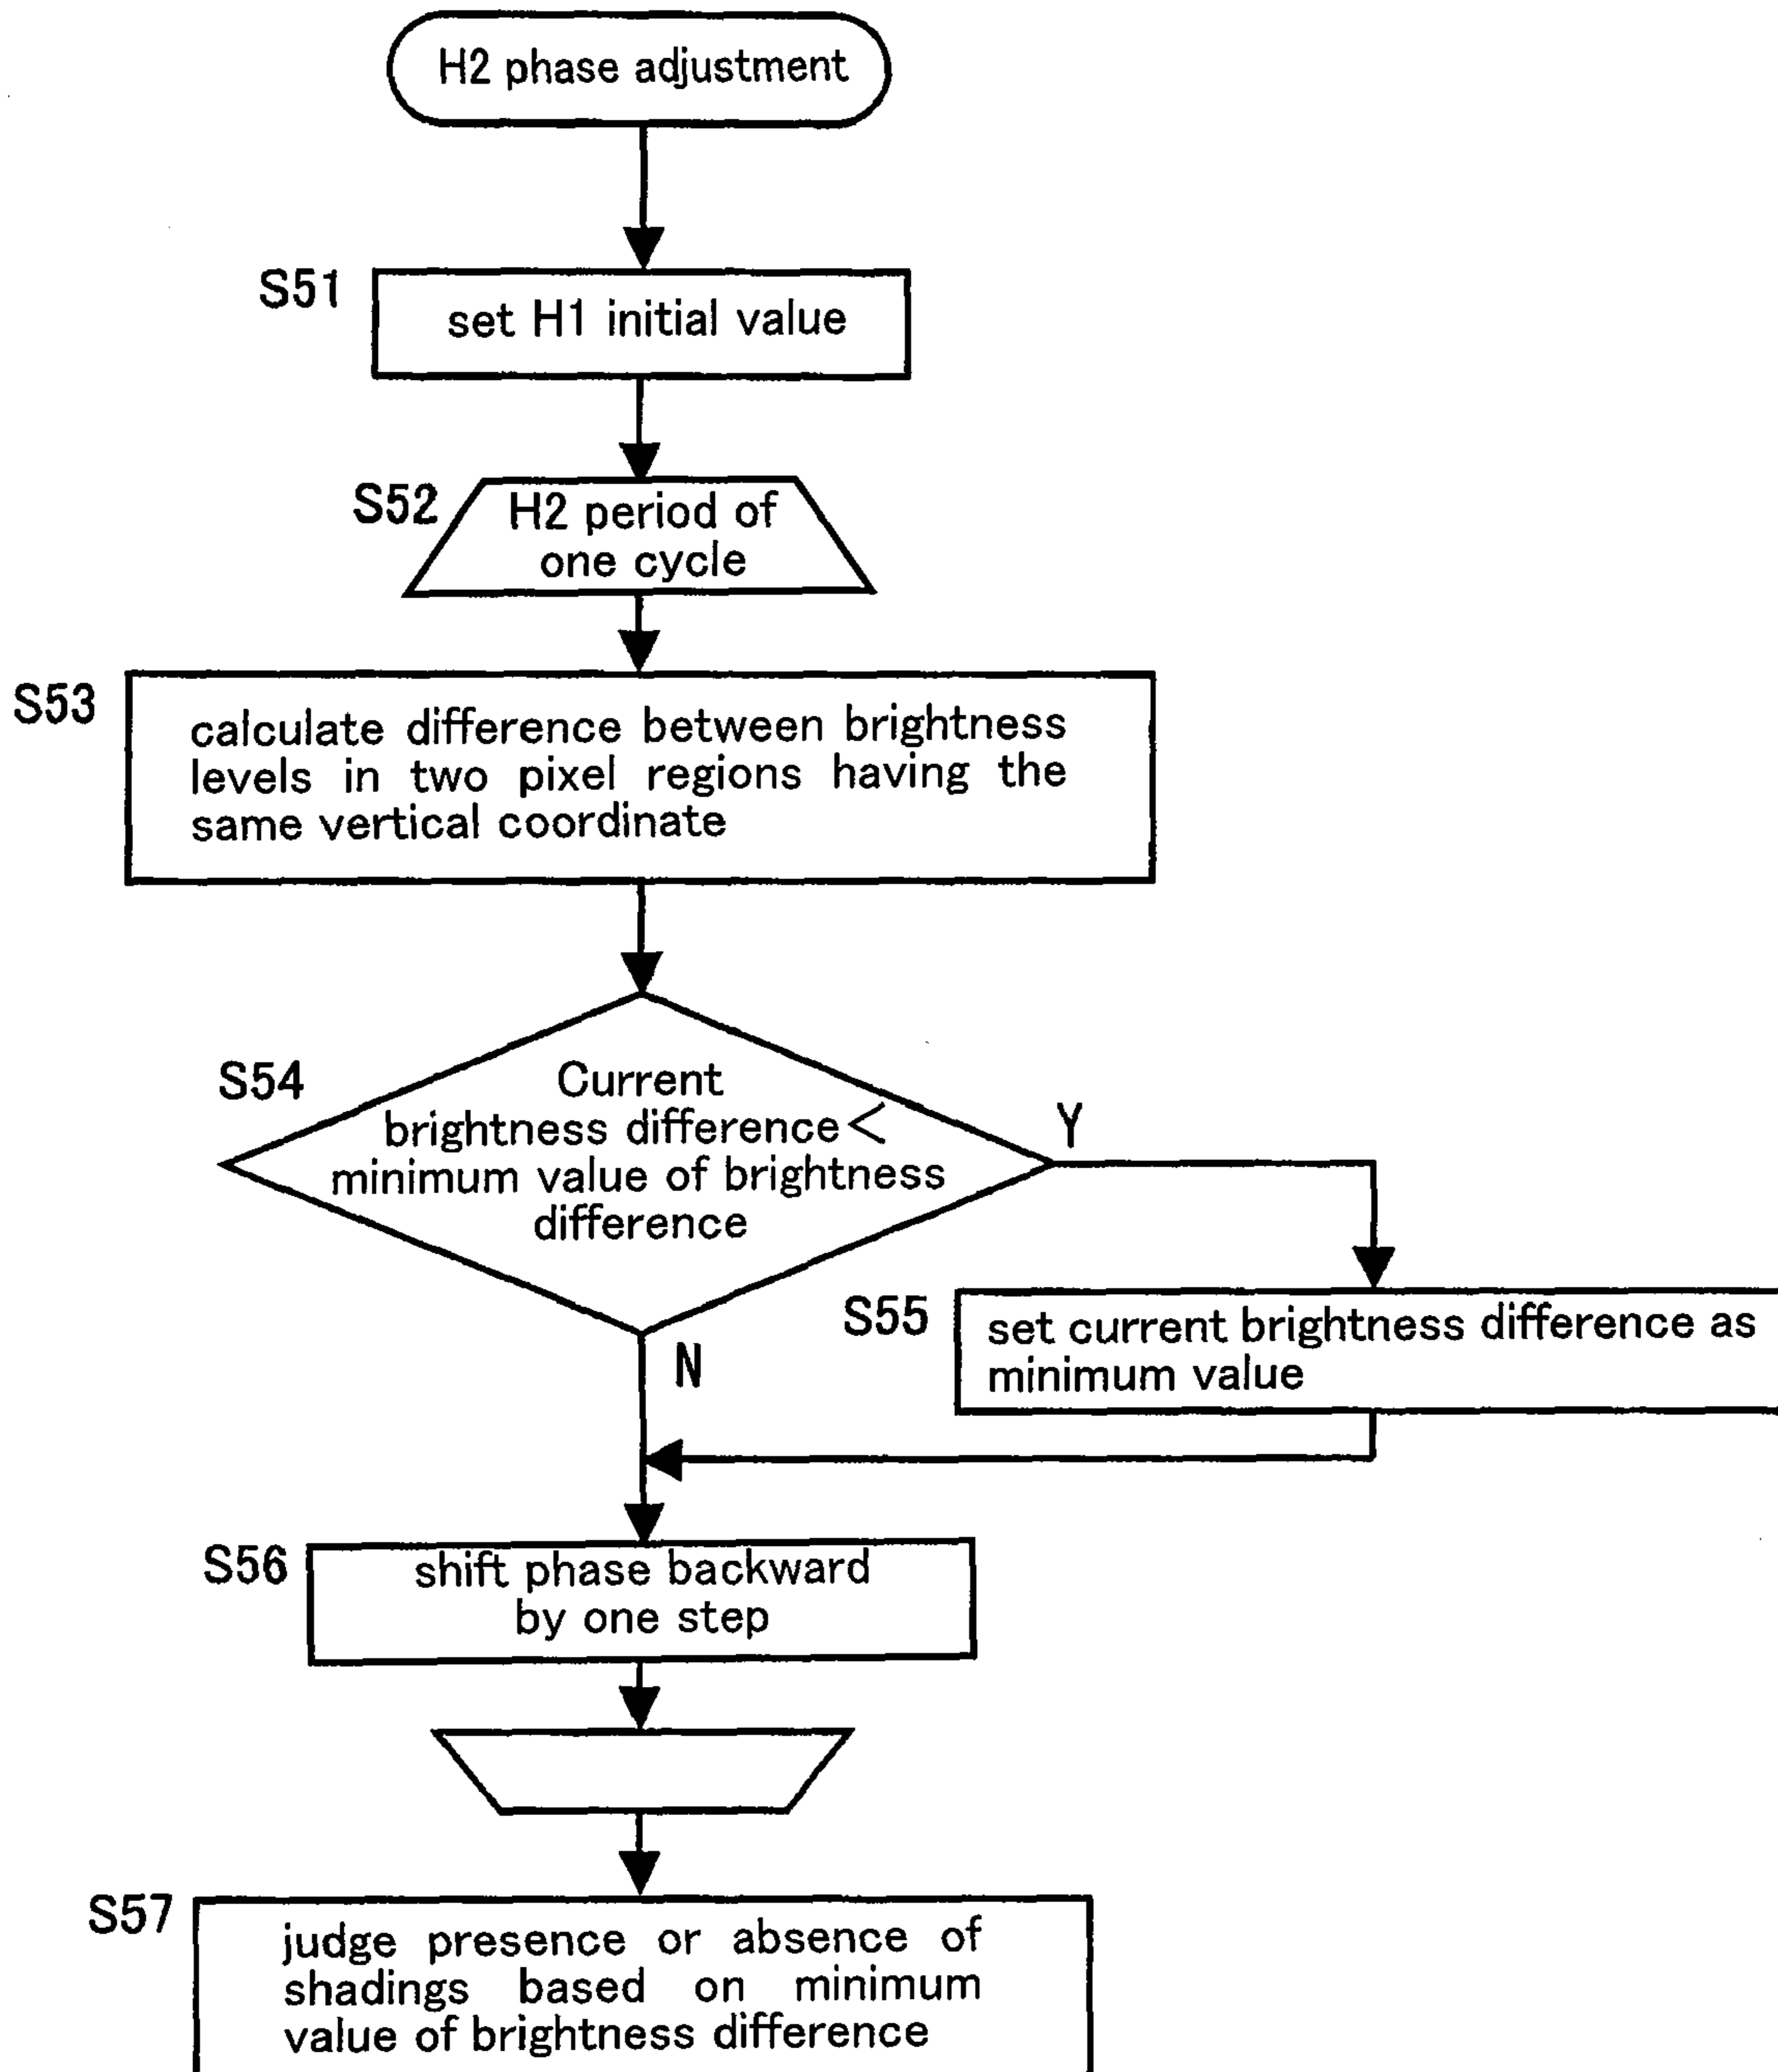 H2 phase adjustment
S51
set H1 initial value
S52
H2 period of
one cycle
S53
calculate difference between brightness
levels in two pixel regions having the
same vertical coordinate
S54
Current
brightness difference <
minimum value of brightness
difference
Y
N
S55
set current brightness difference as
minimum value
S56
shift phase backward
by one step
S57
judge presence or absence of
shadings based on minimum
value of brightness difference